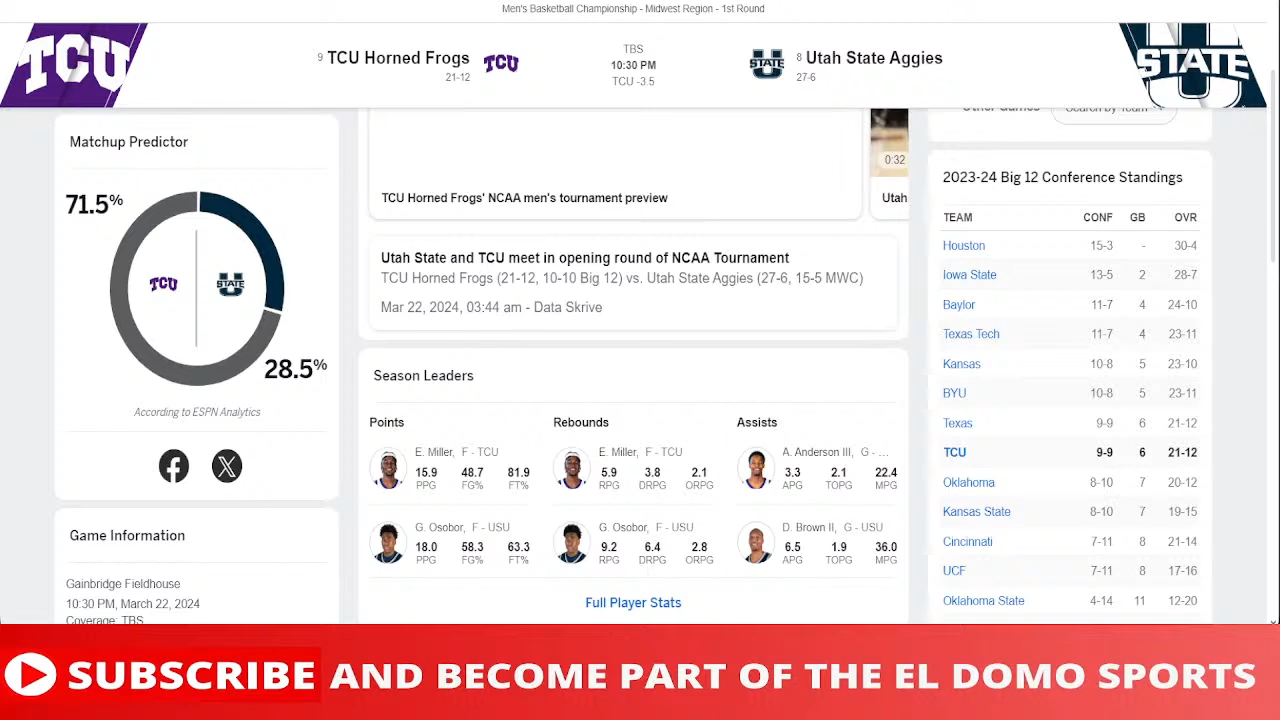 Men's Basketball Championship - Midwest Region - 1st Round
TCU
9 TCU Horned Frogs TCU
21-12
TBS
10:30 PM
TCU -3.5
STATE
8 Utah State Aggies
27-6
STATE
Matchup Predictor
71.5%
TCU
STATE
28.5%
According to ESPN Analytics
Game Information
Gainbridge Fieldhouse
10:30 PM, March 22, 2024
Coverage: TBS
0:32
TCU Horned Frogs' NCAA men's tournament preview
Utah
Utah State and TCU meet in opening round of NCAA Tournament
TCU Horned Frogs (21-12, 10-10 Big 12) vs. Utah State Aggies (27-6, 15-5 MWC)
Mar 22, 2024, 03:44 am - Data Skrive
Season Leaders
Points Rebounds Assists
E. Miller, F - TCU E. Miller, F - TCU A. Anderson III, G - ...
15.9 48.7 81.9 5.9 3.8 2.1 3.3 2.1 22.4
PPG FG% FT% RPG DRPG ORPG APG TOPG MPG
G. Osobor, F - USU G. Osobor, F - USU D. Brown II, G - USU
18.0 58.3 63.3 9.2 6.4 2.8 6.5 1.9 36.0
PPG FG% FT% RPG DRPG ORPG APG TOPG MPG
Full Player Stats
Other Games Search by Team
2023-24 Big 12 Conference Standings
TEAM CONF GB OVR
Houston 15-3 - 30-4
Iowa State 13-5 2 28-7
Baylor 11-7 4 24-10
Texas Tech 11-7 4 23-11
Kansas 10-8 5 23-10
BYU 10-8 5 23-11
Texas 9-9 6 21-12
TCU 9-9 6 21-12
Oklahoma 8-10 7 20-12
Kansas State 8-10 7 19-15
Cincinnati 7-11 8 21-14
UCF 7-11 8 17-16
Oklahoma State 4-14 11 12-20
SUBSCRIBE AND BECOME PART OF THE EL DOMO SPORTS